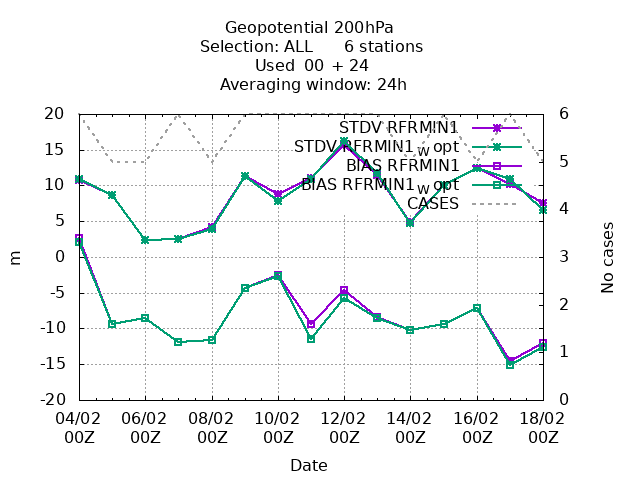 Geopotential 200hPa
Selection: ALL 6 stations
Used 00 + 24
Averaging window: 24h
STDV RFRMIN1
STDV RFRMIN1_w opt
BIAS RFRMIN1
BIAS RFRMIN1_w opt
CASES
20
15
10
5
0
-5
-10
-15
-20
m
6
5
4
3
2
1
0
No cases
04/02 06/02 08/02 10/02 12/02 14/02 16/02 18/02
00Z 00Z 00Z 00Z 00Z 00Z 00Z 00Z
Date